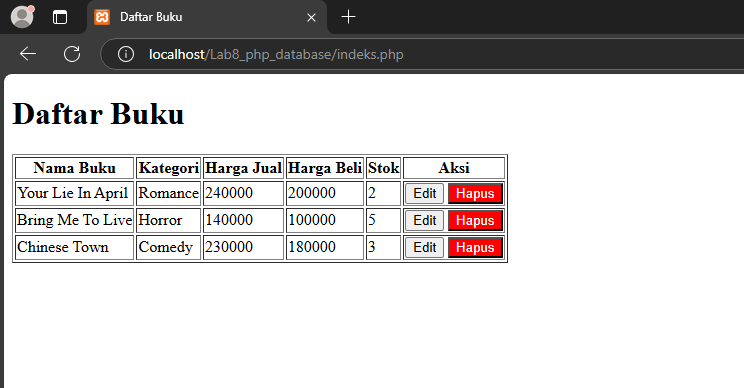 Daftar Buku
localhost/Lab8_php_database/indeks.php
Daftar Buku
Nama Buku Kategori Harga Jual Harga Beli Stok Aksi
Your Lie In April Romance 240000 200000 2 Edit Hapus
Bring Me To Live Horror 140000 100000 5 Edit Hapus
Chinese Town Comedy 230000 180000 3 Edit Hapus